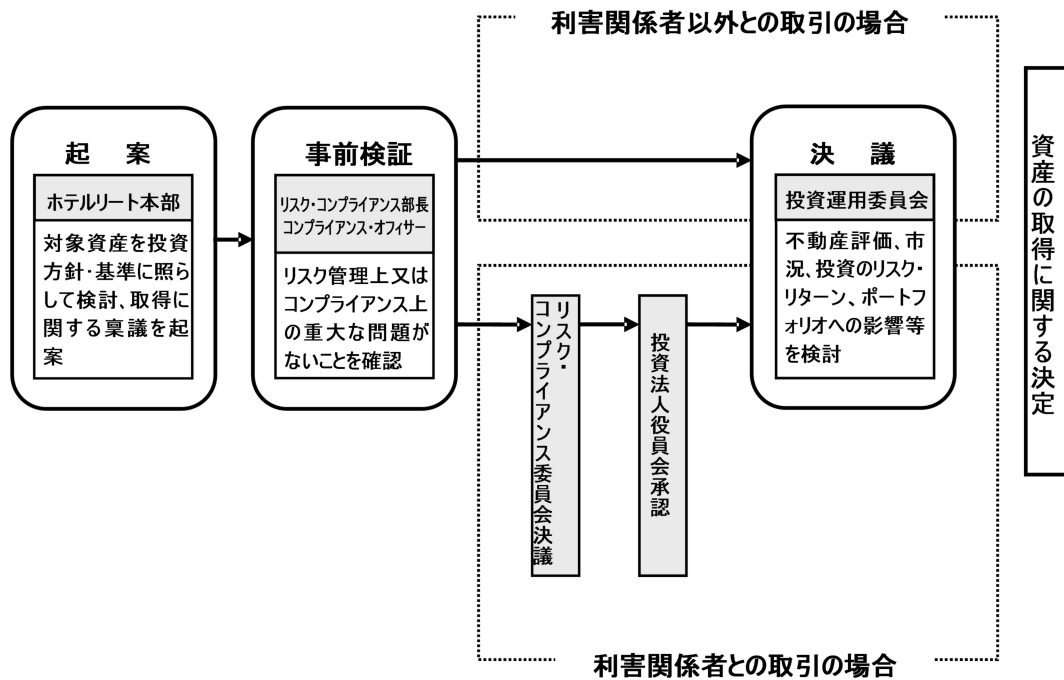 利害関係者以外との取引の場合
起 案
ホテルリート本部
対象資産を投資
方針・基準に照ら
して検討、取得に
関する稟議を起
案
事前検証
リスク・コンプライアンス部長
コンプライアンス・オフィサー
リスク管理上又は
コンプライアンス上
の重大な問題が
ないことを確認
リスク・
コンプライアンス委員会決議
投資法人役員会承認
決 議
投資運用委員会
不動産評価、市
況、投資のリスク・
リターン、ポートフ
ォリオへの影響等
を検討
資産の取得に関する決定
利害関係者との取引の場合